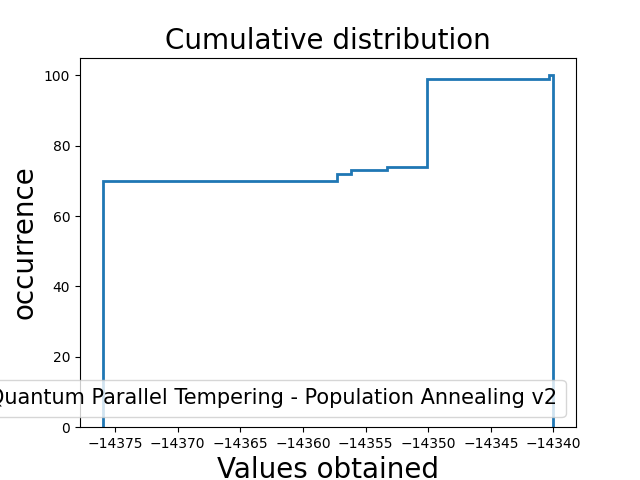 Cumulative distribution
occurrence
100
80
60
40
20
0
Quantum Parallel Tempering - Population Annealing v2
−14375 −14370 −14365 −14360 −14355 −14350 −14345 −14340
Values obtained